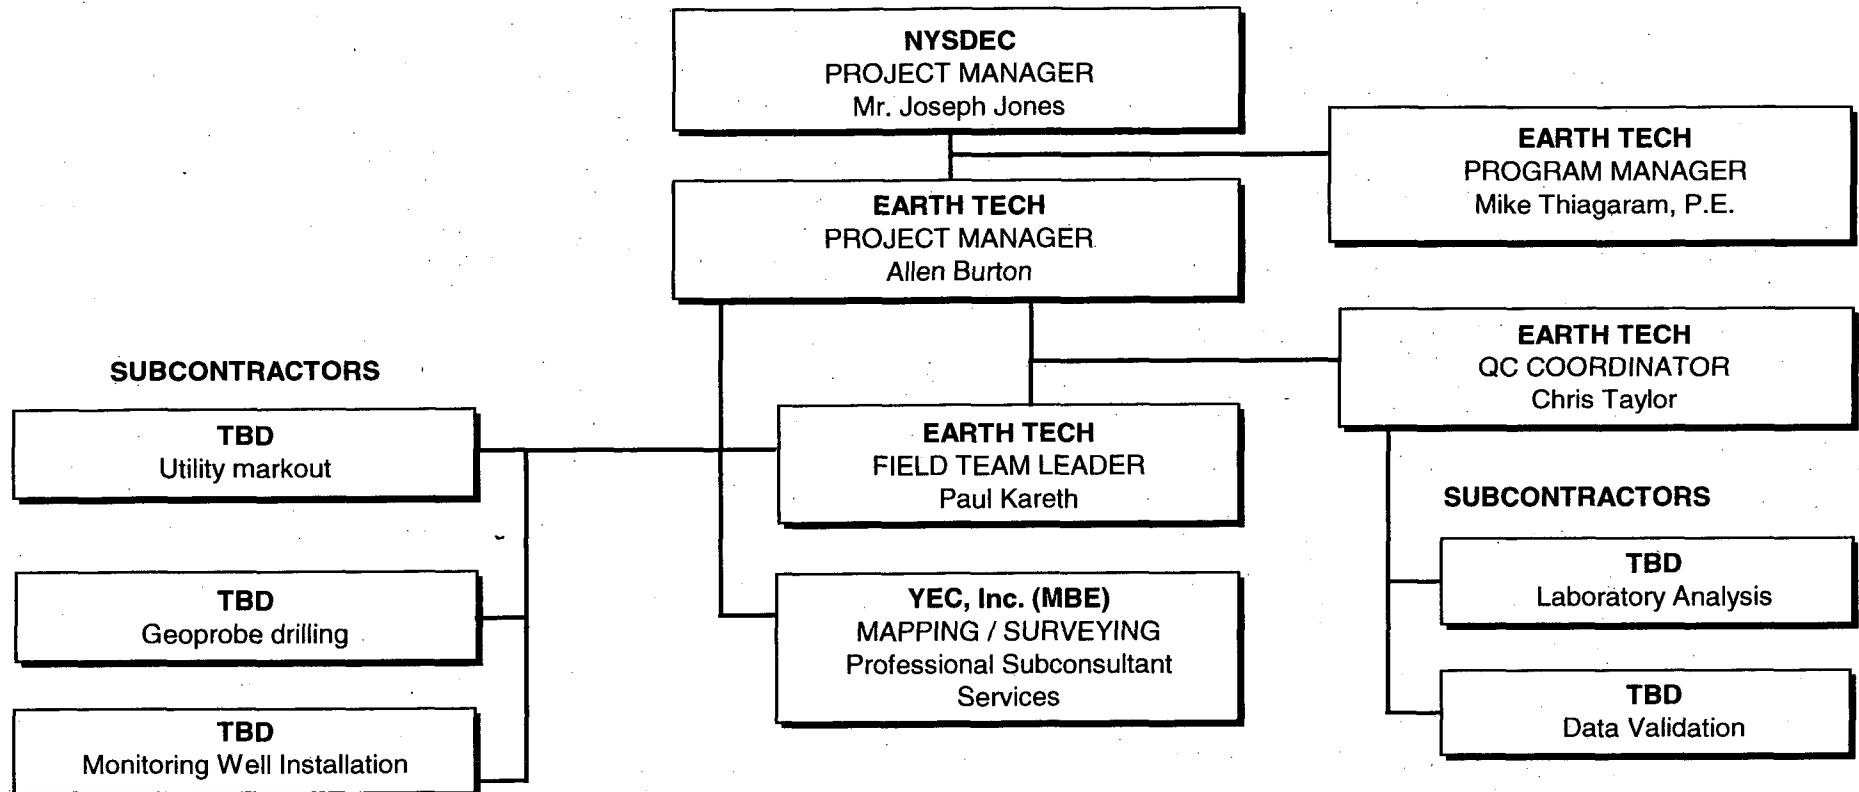 NYSDEC
PROJECT MANAGER
Mr. Joseph Jones
EARTH TECH
PROGRAM MANAGER
Mike Thiagaram, P.E.
EARTH TECH
PROJECT MANAGER
Allen Burton
EARTH TECH
QC COORDINATOR
Chris Taylor
SUBCONTRACTORS
TBD
Utility markout
EARTH TECH
FIELD TEAM LEADER
Paul Kareth
SUBCONTRACTORS
TBD
Laboratory Analysis
TBD
Geoprobe drilling
YEC, Inc. (MBE)
MAPPING / SURVEYING
Professional Subconsultant
Services
TBD
Data Validation
TBD
Monitoring Well Installation